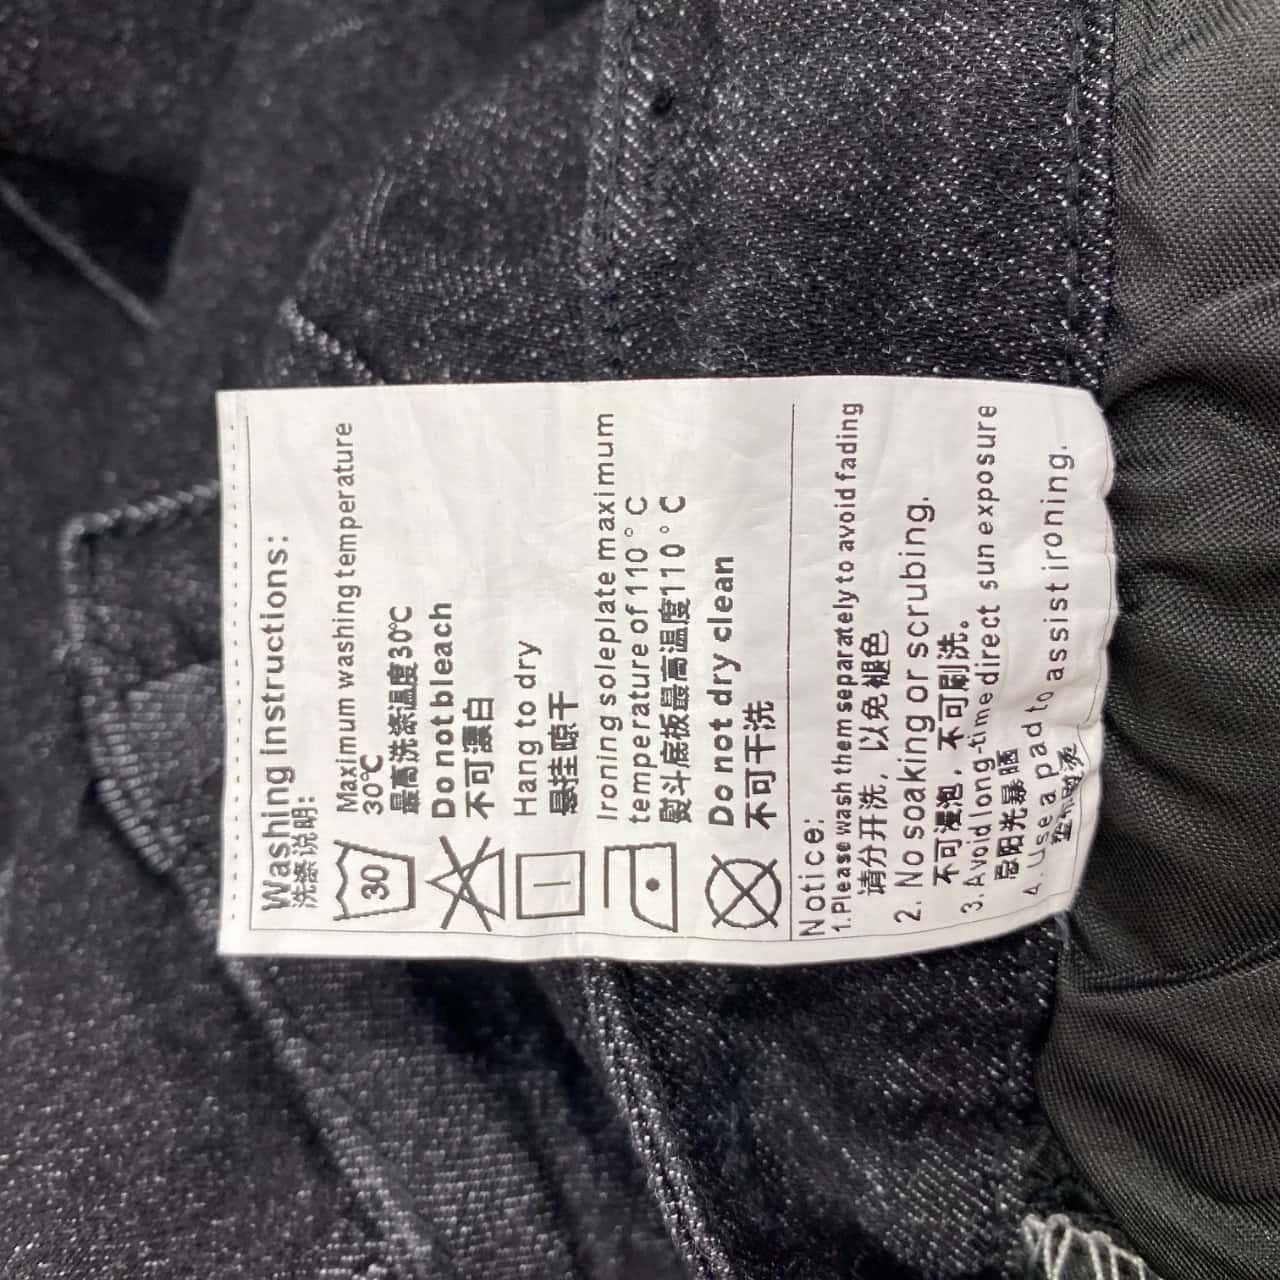 Washing instructions:
洗涤说明:
30
Maximum washing temperature
30℃
最高洗涤温度30℃
Do not bleach
不可漂白
Hang to dry
悬挂晾干
Ironing soleplate maximum
temperature of 110°C
熨斗底板最高温度110°C
Do not dry clean
不可干洗
Notice:
1.Please wash them separately to avoid fading
请分开洗，以免褪色
2. No soaking or scrubing.
不可漫泡，不可刷洗。
3. Avoid long-time direct sun exposure
忌阳光暴晒
4. Use a pad to assist ironing.